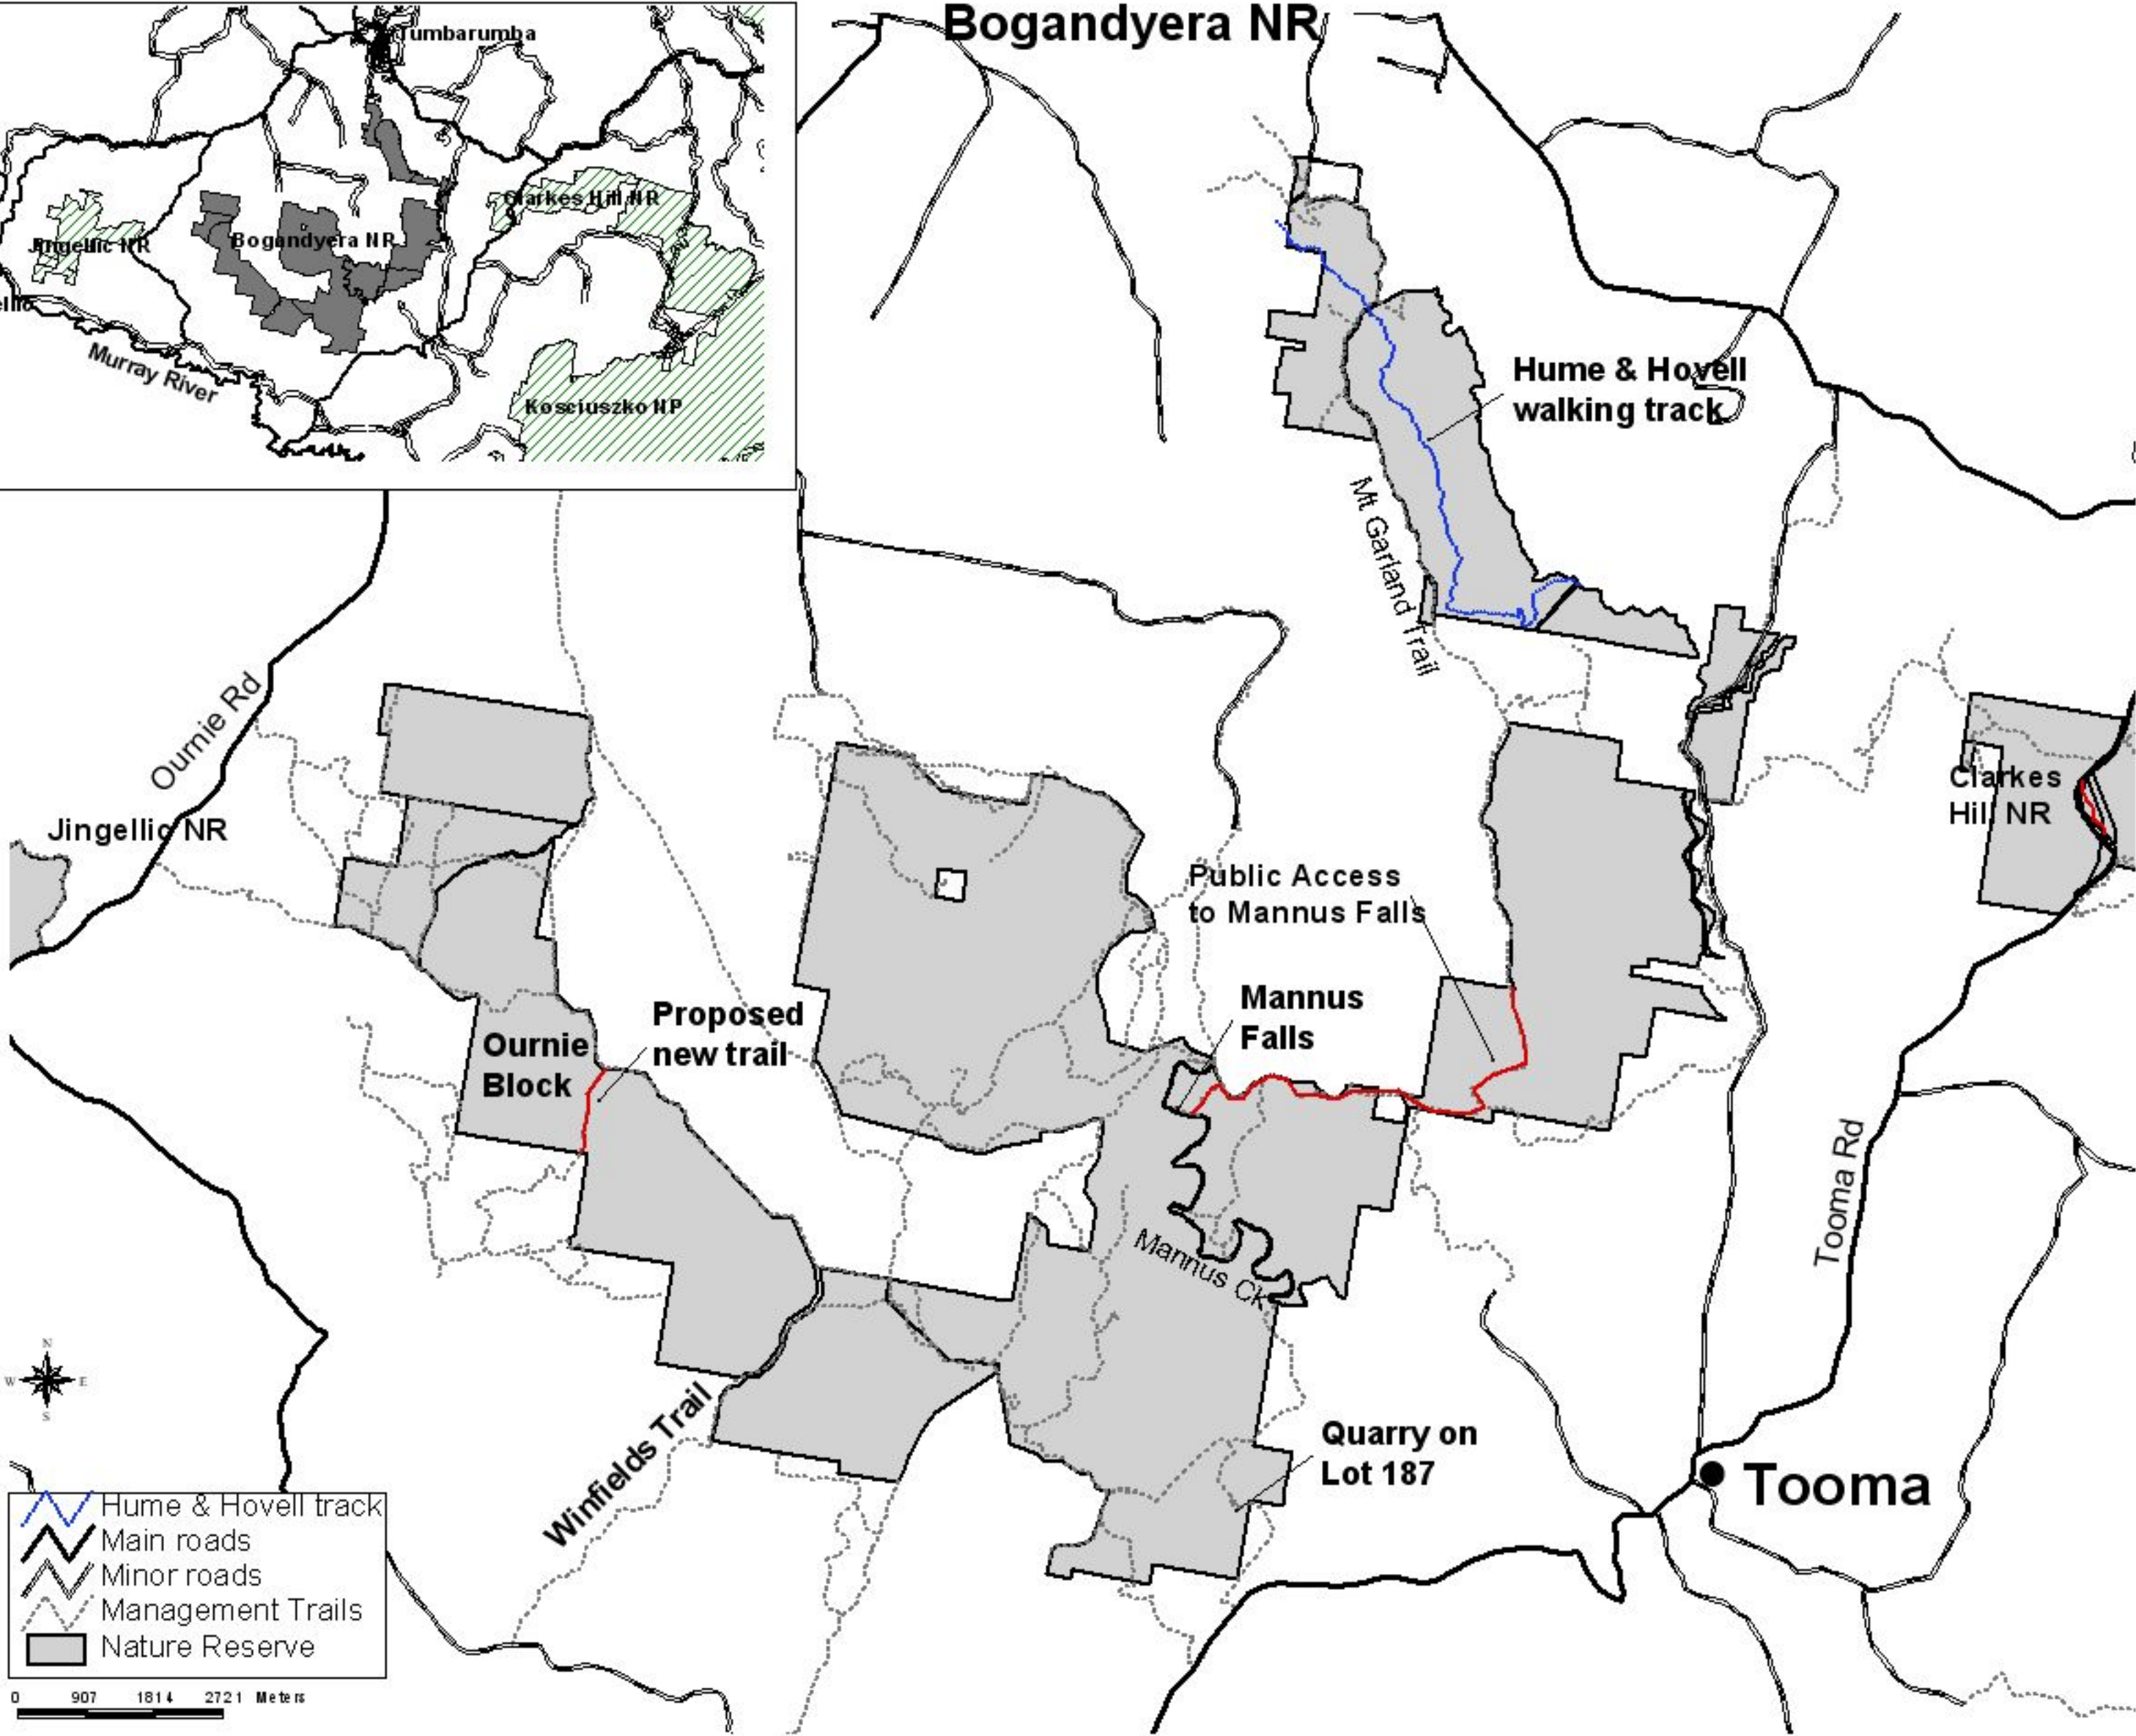 Bogandyera NR
Tumbarumba
Clarkes Hill NR
Jingellic NR
Bogandyera NR
Murray River
Kosciuszko NP
Hume & Hovell
walking track
Mt Garland Trail
Ournie Rd
Jingellic NR
Clarkes
Hill NR
Public Access
to Mannus Falls
Mannus
Falls
Proposed
new trail
Ournie
Block
Tooma Rd
Mannus Ck
Winfields Trail
Quarry on
Lot 187
Tooma
N
W E
S
Hume & Hovell track
Main roads
Minor roads
Management Trails
Nature Reserve
0 907 1814 2721 Meters